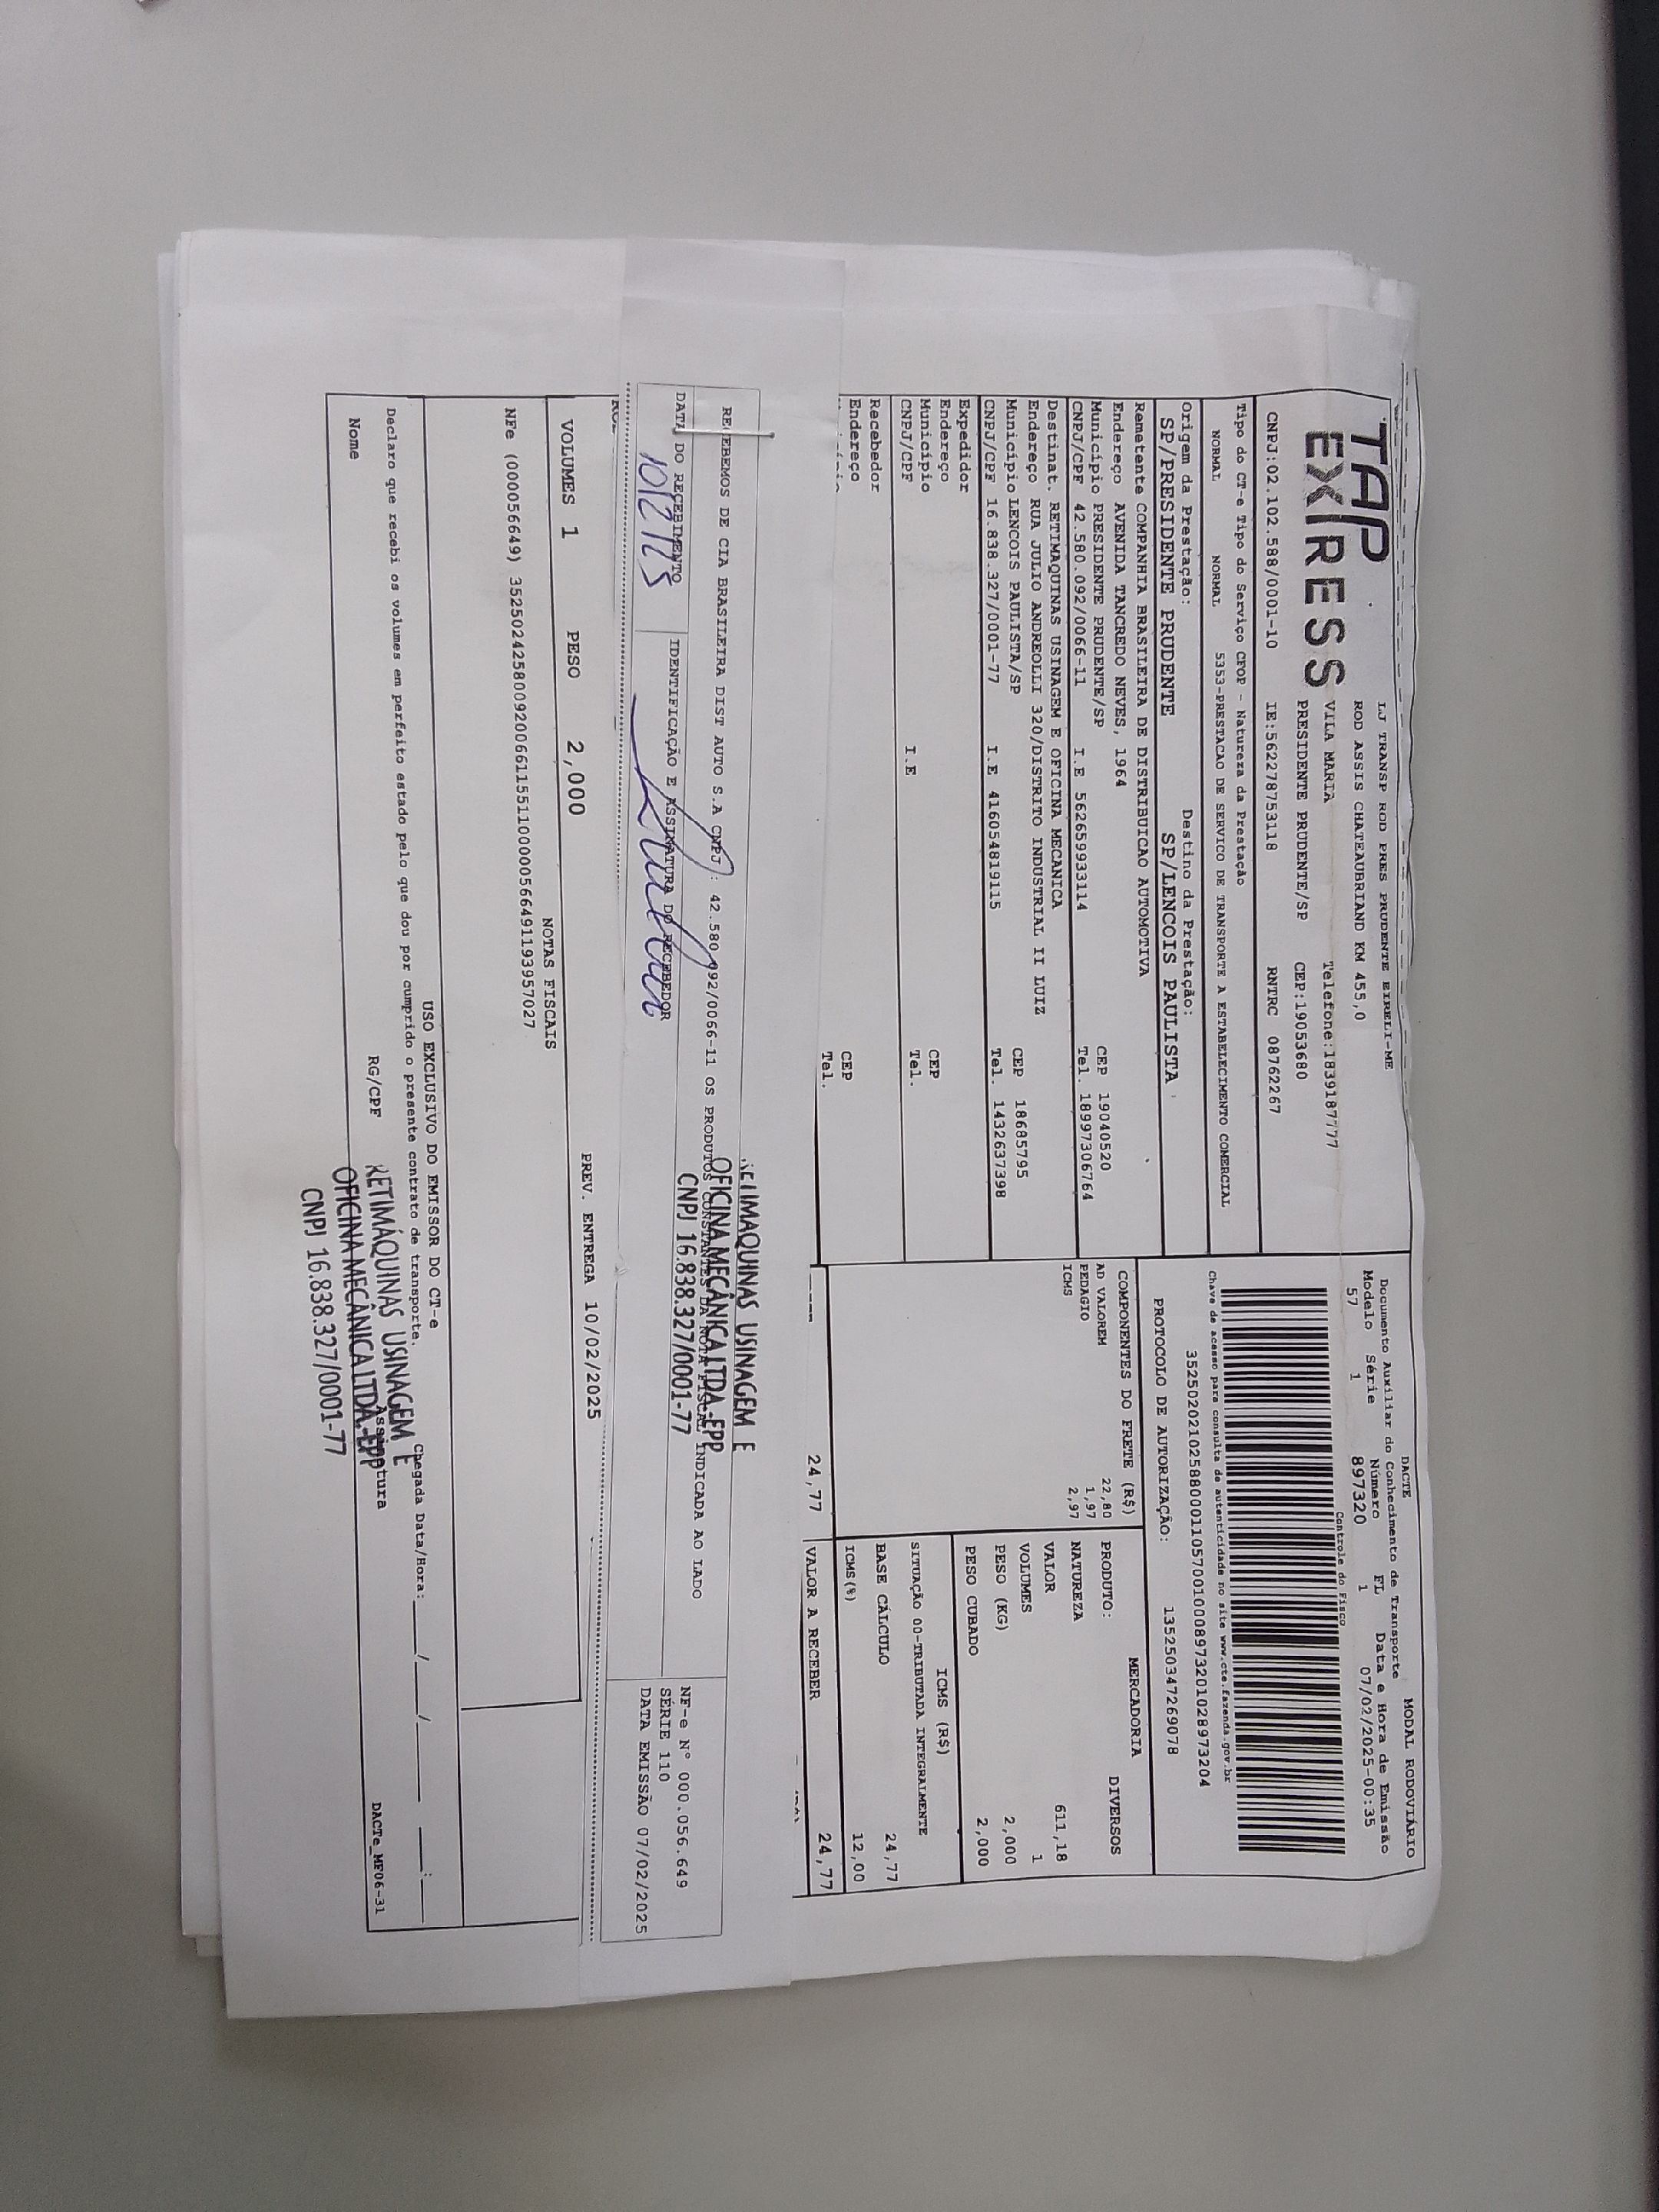 TAP
EXPRESS
LJ TRANSP ROD PRES PRUDENTE EIRELI-ME
ROD ASSIS CHATEAUBRIAND KM 455,0
VILA MARIA Telefone:1839187777
PRESIDENTE PRUDENTE/SP CEP:19053680
CNPJ:02.102.588/0001-10 IE:562278753118 RNTRC 08762267
DACTE MODAL RODOVIÁRIO
Documento Auxiliar do Conhecimento de Transporte
Modelo Série Número FL Data e Hora de Emissão
57 1 897320 1 07/02/2025-00:35
Controle do Fisco
Chave de acesso para consulta de autenticidade no site www.cte.fazenda.gov.br
35250202102588000110570010008973201028973204
PROTOCOLO DE AUTORIZAÇÃO: 135250347269078
Tipo do CT-e Tipo do Serviço CFOP - Natureza da Prestação
NORMAL NORMAL 5353-PRESTACAO DE SERVICO DE TRANSPORTE A ESTABELECIMENTO COMERCIAL
Origem da Prestação: Destino da Prestação:
SP/PRESIDENTE PRUDENTE SP/LENCOIS PAULISTA
Remetente COMPANHIA BRASILEIRA DE DISTRIBUICAO AUTOMOTIVA
Endereço AVENIDA TANCREDO NEVES, 1964
Município PRESIDENTE PRUDENTE/SP CEP 19040520
CNPJ/CPF 42.580.092/0066-11 I.E 562659933114 Tel. 18997306764
Destinat. RETIMAQUINAS USINAGEM E OFICINA MECANICA
Endereço RUA JULIO ANDREOLI 320/DISTRITO INDUSTRIAL II LUIZ
Município LENCOIS PAULISTA/SP CEP 18685795
CNPJ/CPF 16.838.327/0001-77 I.E 416054819115 Tel. 1432637398
Expedidor
Endereço
Município CEP
CNPJ/CPF I.E Tel.
Recebedor
Endereço CEP
Tel.
COMPONENTES DO FRETE (R$)
AD VALOREM 22,80
PEDAGIO 1,97
ICMS 2,97
24,77
MERCADORIA
PRODUTO: DIVERSOS
NATUREZA
VALOR 611,18
VOLUMES 1
PESO (KG) 2,000
PESO CUBADO 2,000
ICMS (R$)
SITUAÇÃO 00-TRIBUTADA INTEGRALMENTE
BASE CÁLCULO 24,77
ICMS(%) 12,00
VALOR A RECEBER 24,77
RECEBEMOS DE CIA BRASILEIRA DIST AUTO S.A CNPJ: 42.580.092/0066-11 OS PRODUTOS CONSTANTES DA NOTA FISCAL INDICADA AO LADO
DATA DO RECEBIMENTO IDENTIFICAÇÃO E ASSINATURA DO RECEBEDOR
RETIMAQUINAS USINAGEM E
OFICINA MECÂNICA LTDA.-EPP
CNPJ 16.838.327/0001-77
NF-e N° 000.056.649
SÉRIE 110
DATA EMISSÃO 07/02/2025
VOLUMES 1 PESO 2,000 PREV. ENTREGA 10/02/2025
NOTAS FISCAIS
NFe (00056649) 35250242580092006611551100000566491193957027
USO EXCLUSIVO DO EMISSOR DO CT-e
Declaro que recebi os volumes em perfeito estado pelo que dou por cumprido o presente contrato de transporte. Chegada Data/Hora: ___/___/____ ___:___
Nome RG/CPF Assinatura
RETIMÁQUINAS USINAGEM E
OFICINA MECÂNICA LTDA.-EPP
CNPJ 16.838.327/0001-77
DACTe_MF06-31